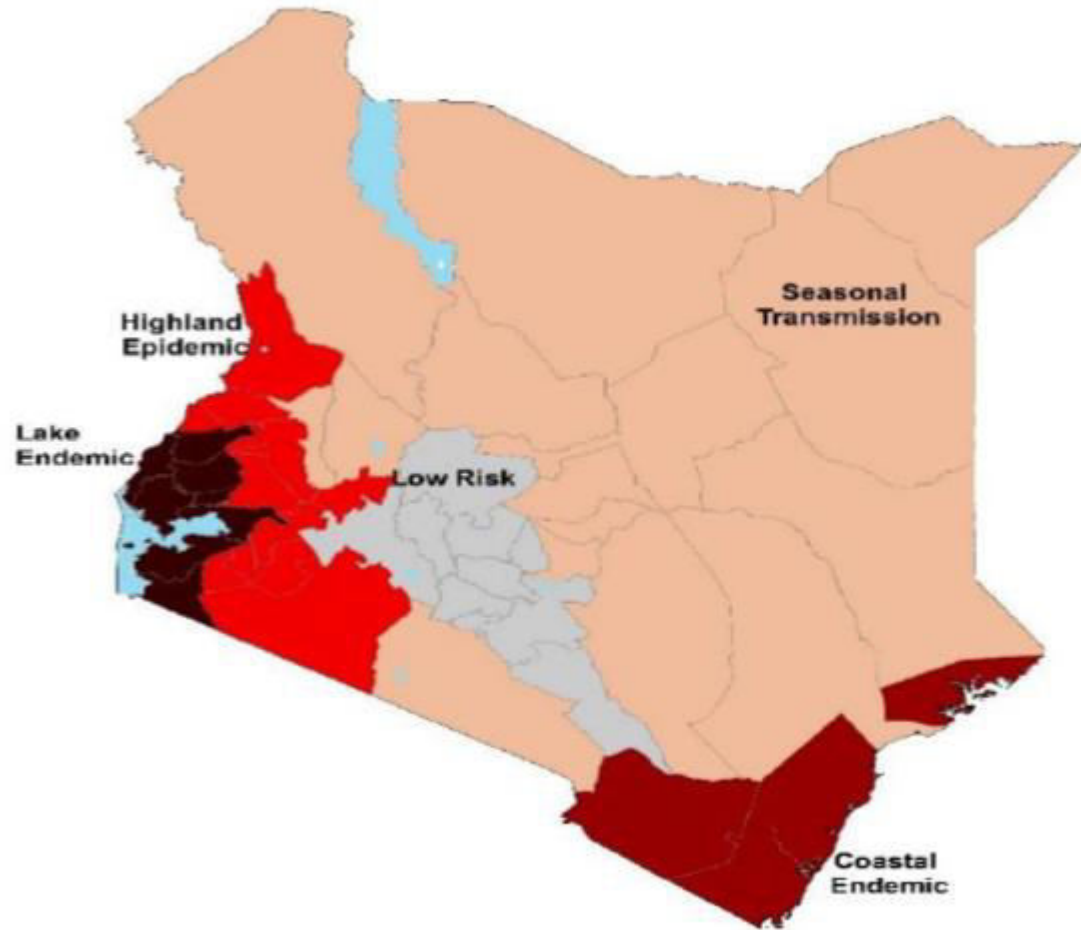 Seasonal
Transmission
Highland
Epidemic
Lake
Endemic
Low Risk
Coastal
Endemic